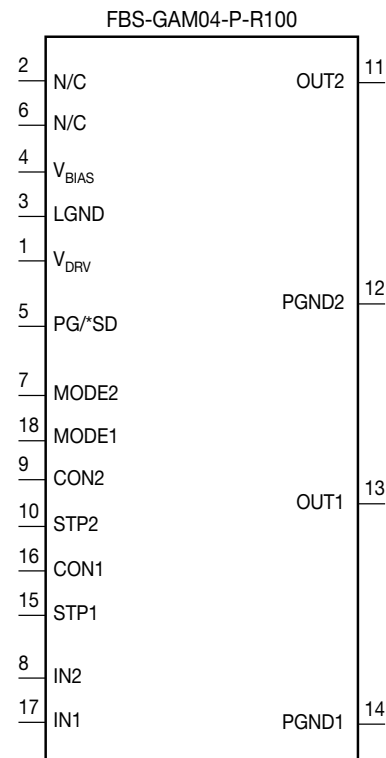 FBS-GAM04-P-R100
2 N/C
OUT2 11
6 N/C
4 VBIAS
3 LGND
1 VDRV
PGND2 12
5 PG/*SD
7 MODE2
18 MODE1
9 CON2
OUT1 13
10 STP2
16 CON1
15 STP1
8 IN2
17 IN1
PGND1 14